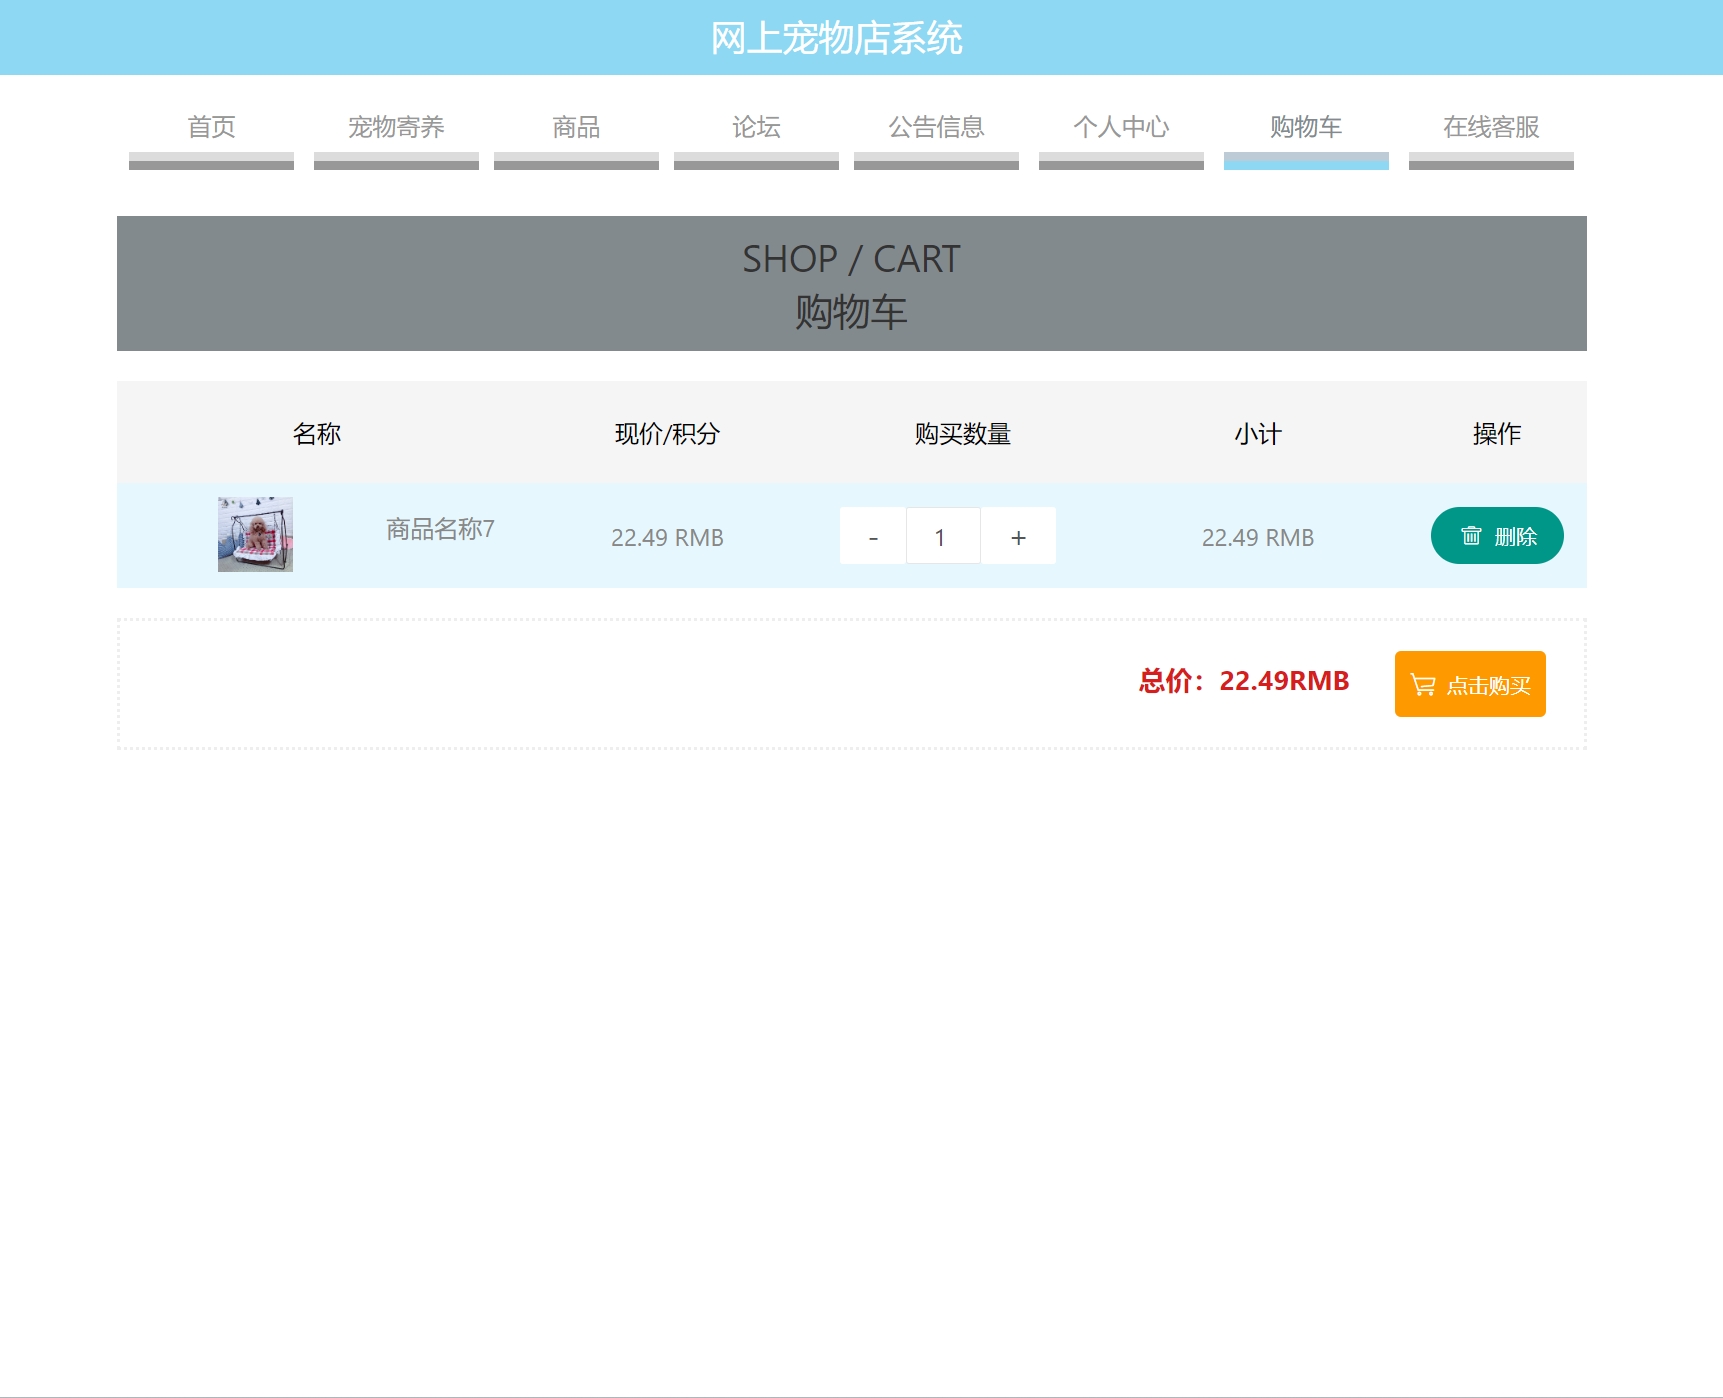 网上宠物店系统
首页 宠物寄养 商品 论坛 公告信息 个人中心 购物车 在线客服
SHOP / CART
购物车
名称 现价/积分 购买数量 小计 操作
商品名称7 22.49 RMB - 1 + 22.49 RMB 删除
总价：22.49RMB 点击购买